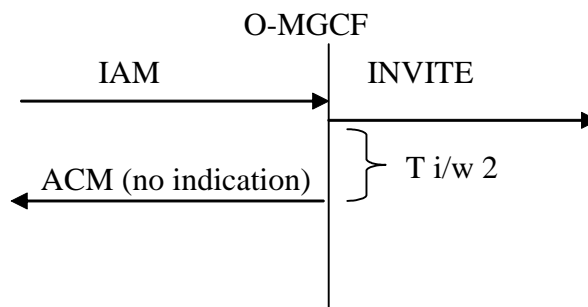 O-MGCF
IAM
INVITE
T i/w 2
ACM (no indication)